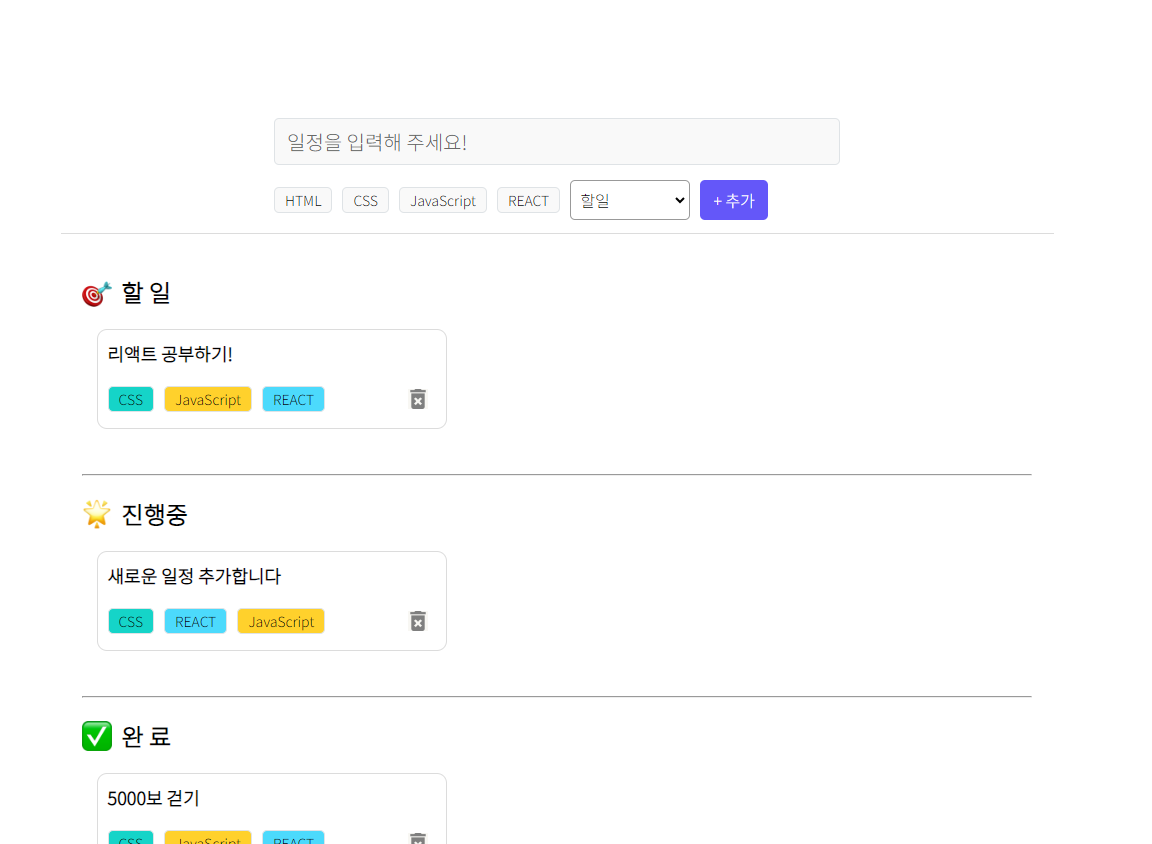 일정을 입력해 주세요!
HTML CSS JavaScript REACT 할일 + 추가
할 일
리액트 공부하기!
CSS JavaScript REACT
진행중
새로운 일정 추가합니다
CSS REACT JavaScript
완 료
5000보 걷기
CSS JavaScript REACT